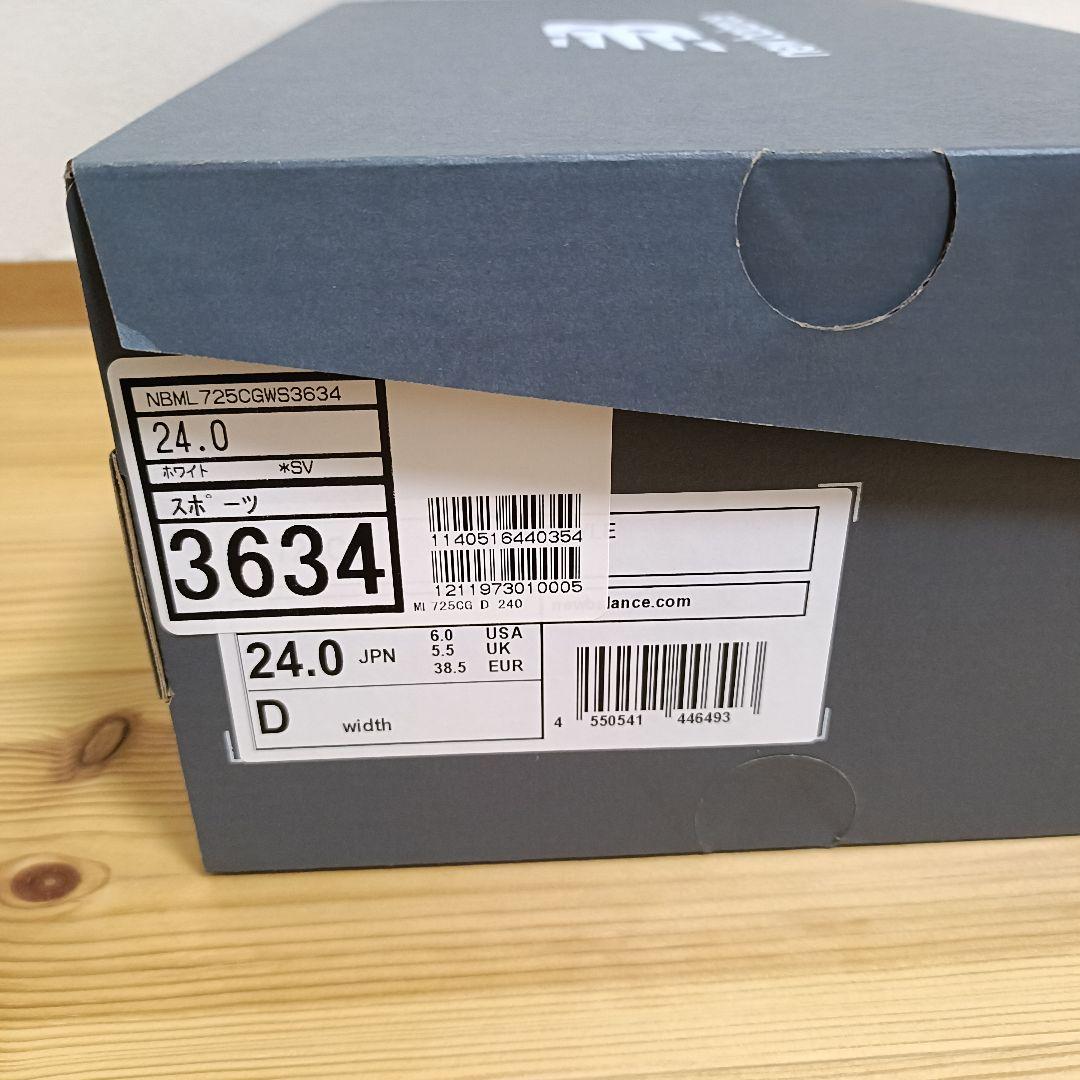 NBML725CGWS3634
24.0
ホワイト *SV
スポーツ
3634
1140516440354
1211973010005
ML725CG D 240
newbalance.com
24.0 JPN
6.0 USA
5.5 UK
38.5 EUR
D width
4 550541 446493